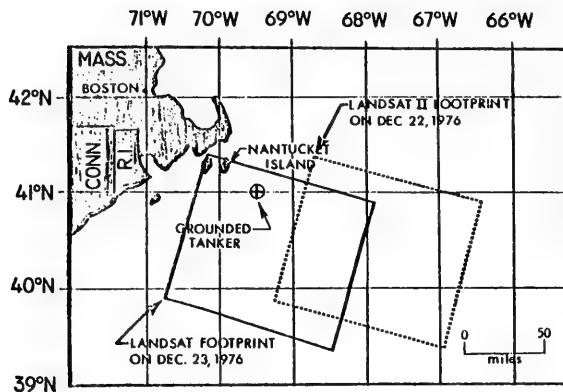 71°W 70°W 69°W 68°W 67°W 66°W
MASS.
BOSTON
42°N
LANDSAT II FOOTPRINT
ON DEC 22, 1976
CONN.
R.I.
NANTUCKET
ISLAND
41°N
GROUNDED
TANKER
40°N
LANDSAT FOOTPRINT
ON DEC. 23, 1976
0 50
miles
39°N